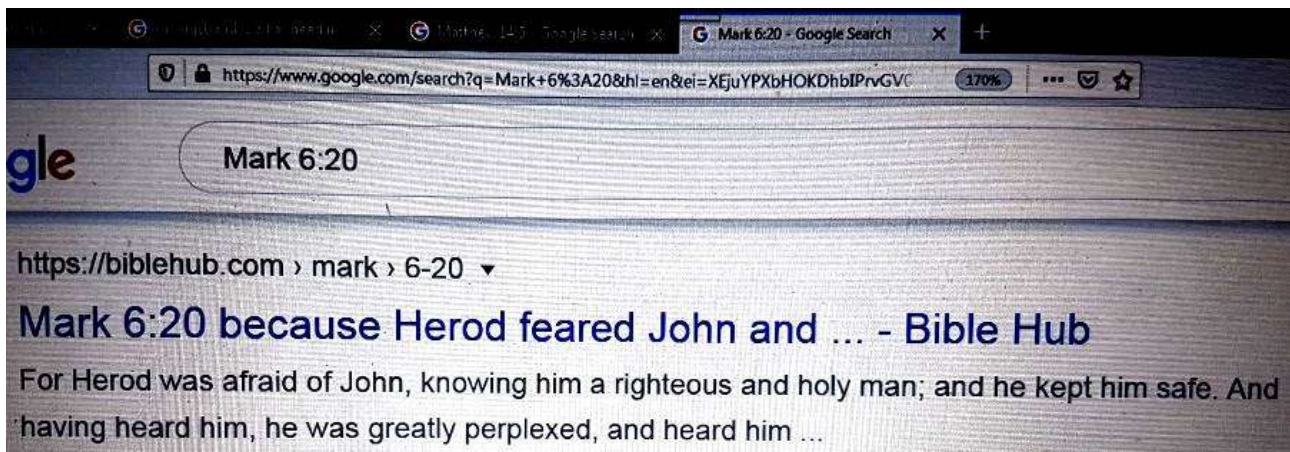 Mark 6:20 - Google Search
https://www.google.com/search?q=Mark+6%3A20&hl=en&ei=XEjuYPXbHOKDhbIPrvGVC
170%
gle
Mark 6:20
https://biblehub.com › mark › 6-20
Mark 6:20 because Herod feared John and ... - Bible Hub
For Herod was afraid of John, knowing him a righteous and holy man; and he kept him safe. And
having heard him, he was greatly perplexed, and heard him ...